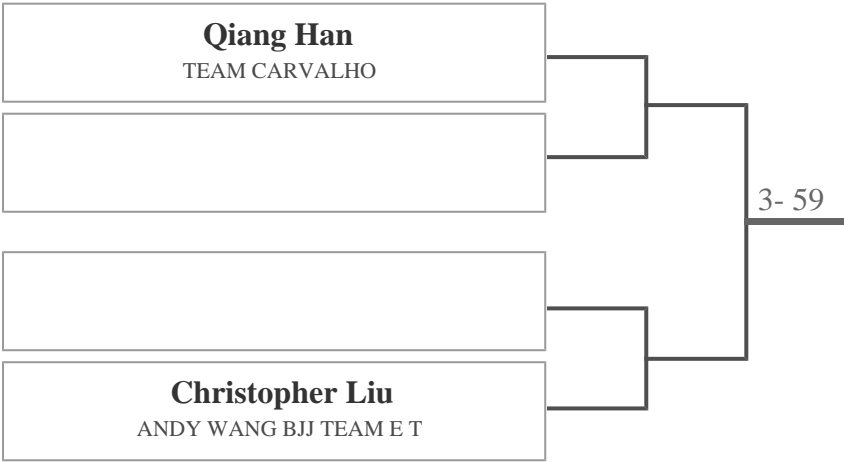 Qiang Han
TEAM CARVALHO
3- 59
Christopher Liu
ANDY WANG BJJ TEAM E T